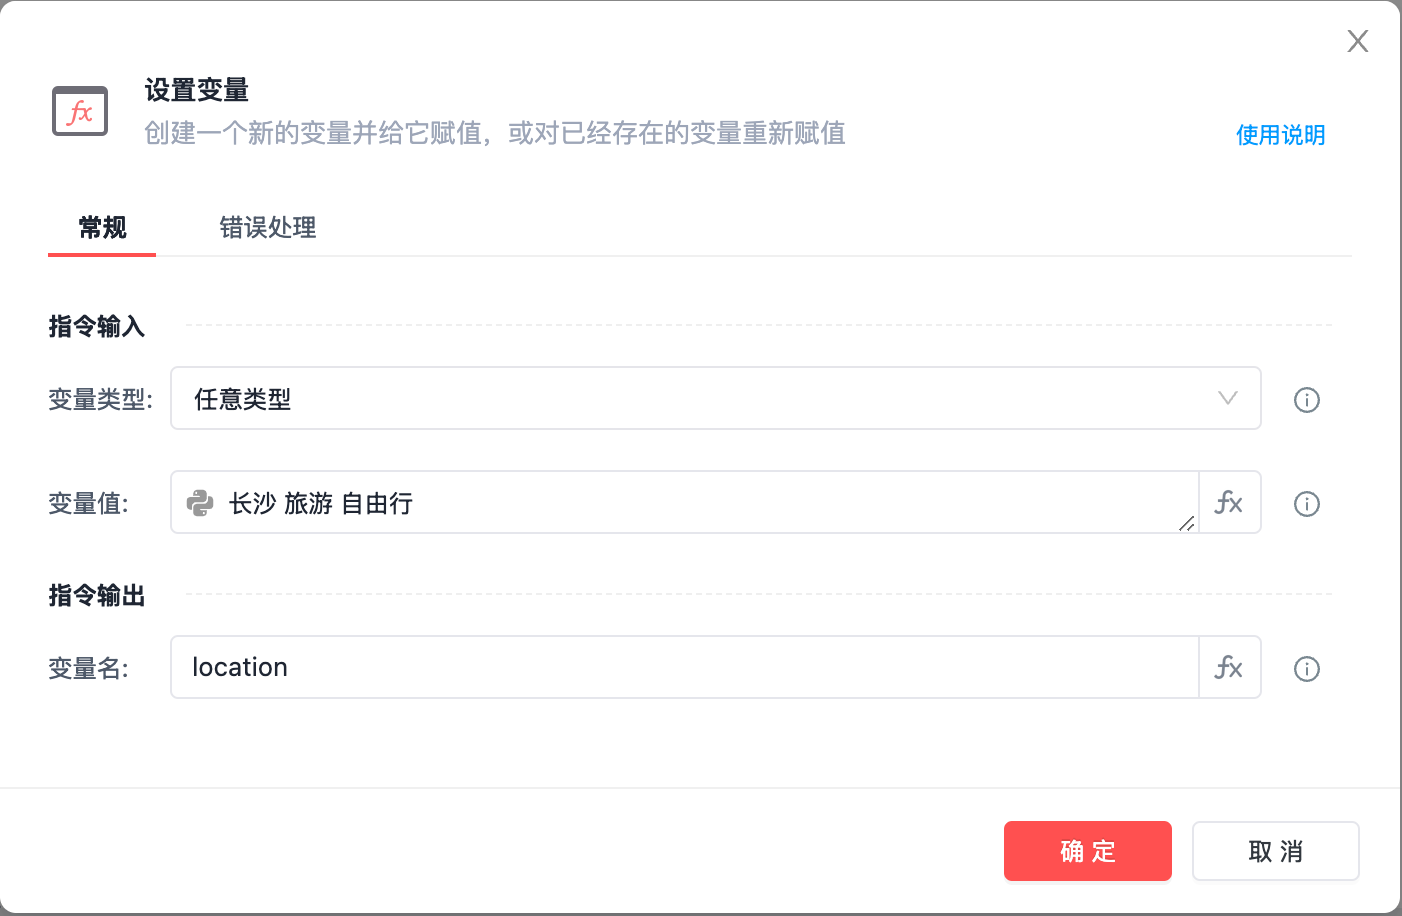 X
fx
设置变量
创建一个新的变量并给它赋值，或对已经存在的变量重新赋值
使用说明
常规
错误处理
指令输入
变量类型:
任意类型
变量值:
长沙 旅游 自由行
fx
指令输出
变量名:
location
fx
确 定
取 消